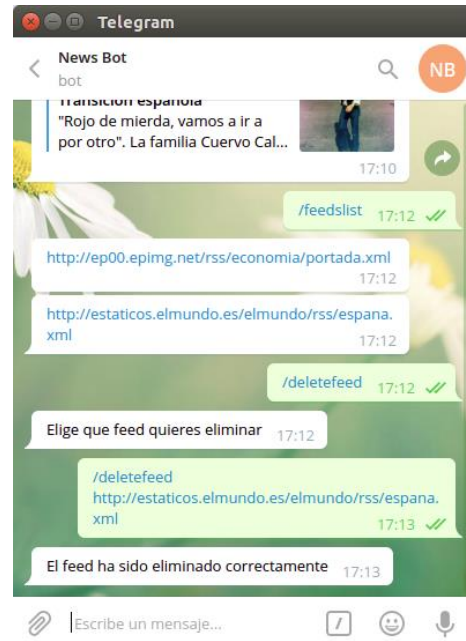 Telegram
News Bot
bot
NB
Transición española
"Rojo de mierda, vamos a ir a
por otro". La familia Cuervo Cal...
17:10
/feedslist 17:12
http://ep00.epimg.net/rss/economia/portada.xml
17:12
http://estaticos.elmundo.es/elmundo/rss/espana.
xml 17:12
/deletefeed 17:12
Elige que feed quieres eliminar 17:12
/deletefeed
http://estaticos.elmundo.es/elmundo/rss/espana.
xml 17:13
El feed ha sido eliminado correctamente 17:13
Escribe un mensaje...